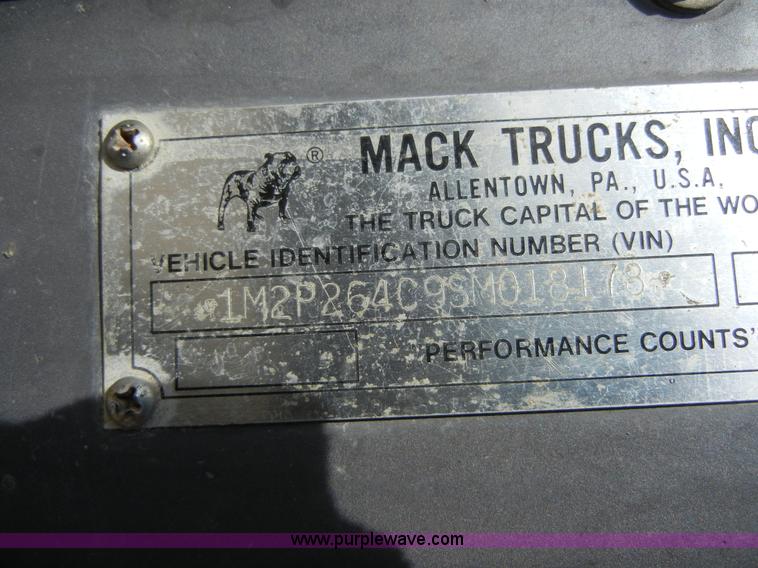 ®
MACK TRUCKS, INC
ALLENTOWN, PA., U.S.A.
THE TRUCK CAPITAL OF THE WO
VEHICLE IDENTIFICATION NUMBER (VIN)
*1M2P264C9SM018178*
PERFORMANCE COUNTS'
www.purplewave.com